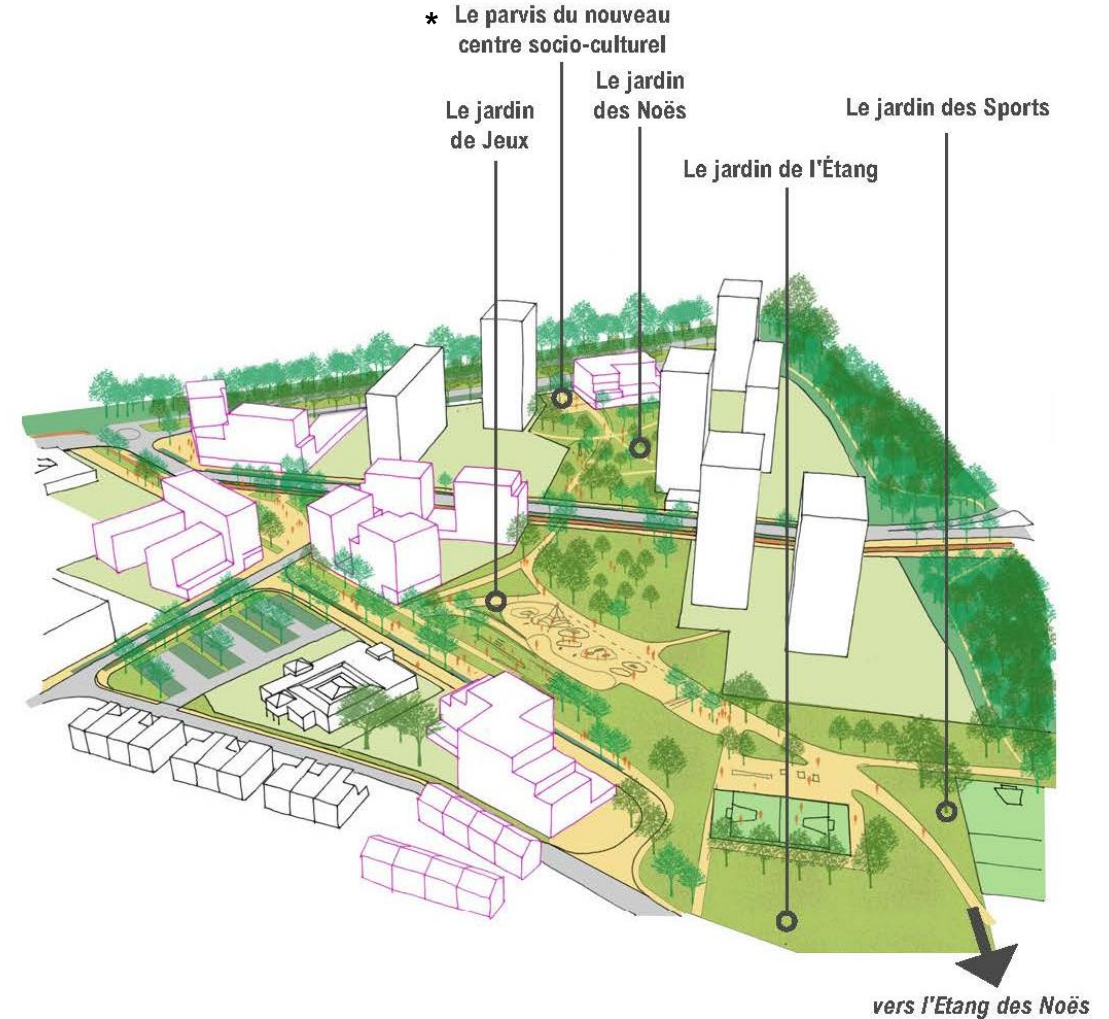 * Le parvis du nouveau
centre socio-culturel
Le jardin
des Noës
Le jardin
de Jeux
Le jardin des Sports
Le jardin de l'Étang
vers l'Etang des Noës